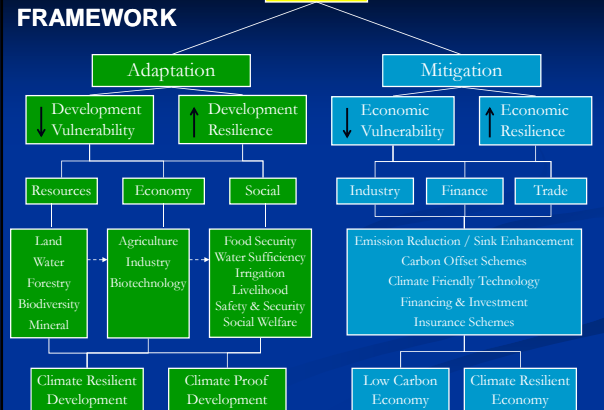 FRAMEWORK
Adaptation
Mitigation
Development
Vulnerability
Development
Resilience
Economic
Vulnerability
Economic
Resilience
Resources
Economy
Social
Industry
Finance
Trade
Land
Water
Forestry
Biodiversity
Mineral
Agriculture
Industry
Biotechnology
Food Security
Water Sufficiency
Irrigation
Livelihood
Safety & Security
Social Welfare
Emission Reduction / Sink Enhancement
Carbon Offset Schemes
Climate Friendly Technology
Financing & Investment
Insurance Schemes
Climate Resilient
Development
Climate Proof
Development
Low Carbon
Economy
Climate Resilient
Economy